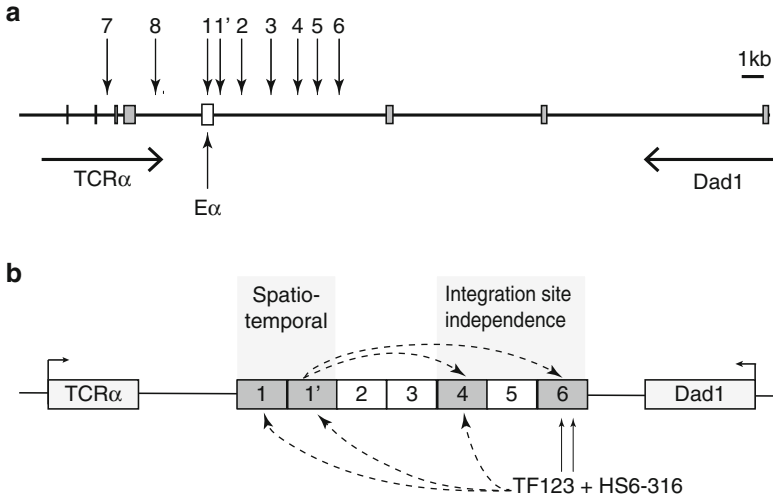 a
7 8 1 1' 2 3 4 5 6
1kb
TCRα
Dad1
Eα
b
Spatio-
temporal
Integration site
independence
TCRα 1 1' 2 3 4 5 6 Dad1
TF123 + HS6-316